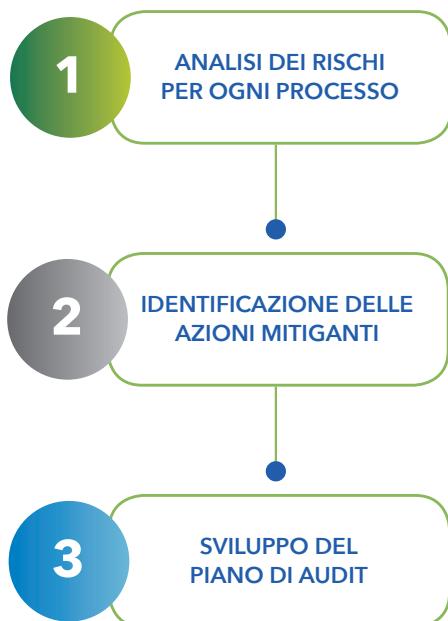 1
ANALISI DEI RISCHI
PER OGNI PROCESSO
2
IDENTIFICAZIONE DELLE
AZIONI MITIGANTI
3
SVILUPPO DEL
PIANO DI AUDIT